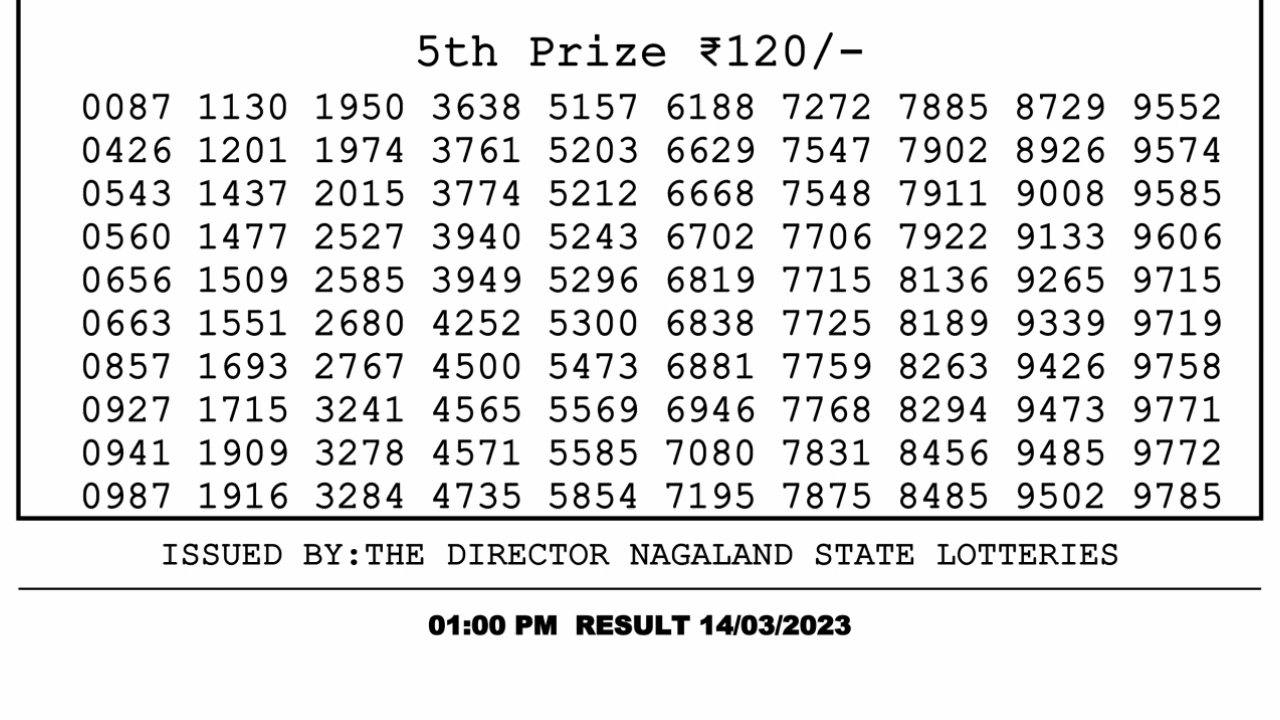 5th Prize ₹120/-
0087 1130 1950 3638 5157 6188 7272 7885 8729 9552
0426 1201 1974 3761 5203 6629 7547 7902 8926 9574
0543 1437 2015 3774 5212 6668 7548 7911 9008 9585
0560 1477 2527 3940 5243 6702 7706 7922 9133 9606
0656 1509 2585 3949 5296 6819 7715 8136 9265 9715
0663 1551 2680 4252 5300 6838 7725 8189 9339 9719
0857 1693 2767 4500 5473 6881 7759 8263 9426 9758
0927 1715 3241 4565 5569 6946 7768 8294 9473 9771
0941 1909 3278 4571 5585 7080 7831 8456 9485 9772
0987 1916 3284 4735 5854 7195 7875 8485 9502 9785
ISSUED BY:THE DIRECTOR NAGALAND STATE LOTTERIES
01:00 PM RESULT 14/03/2023